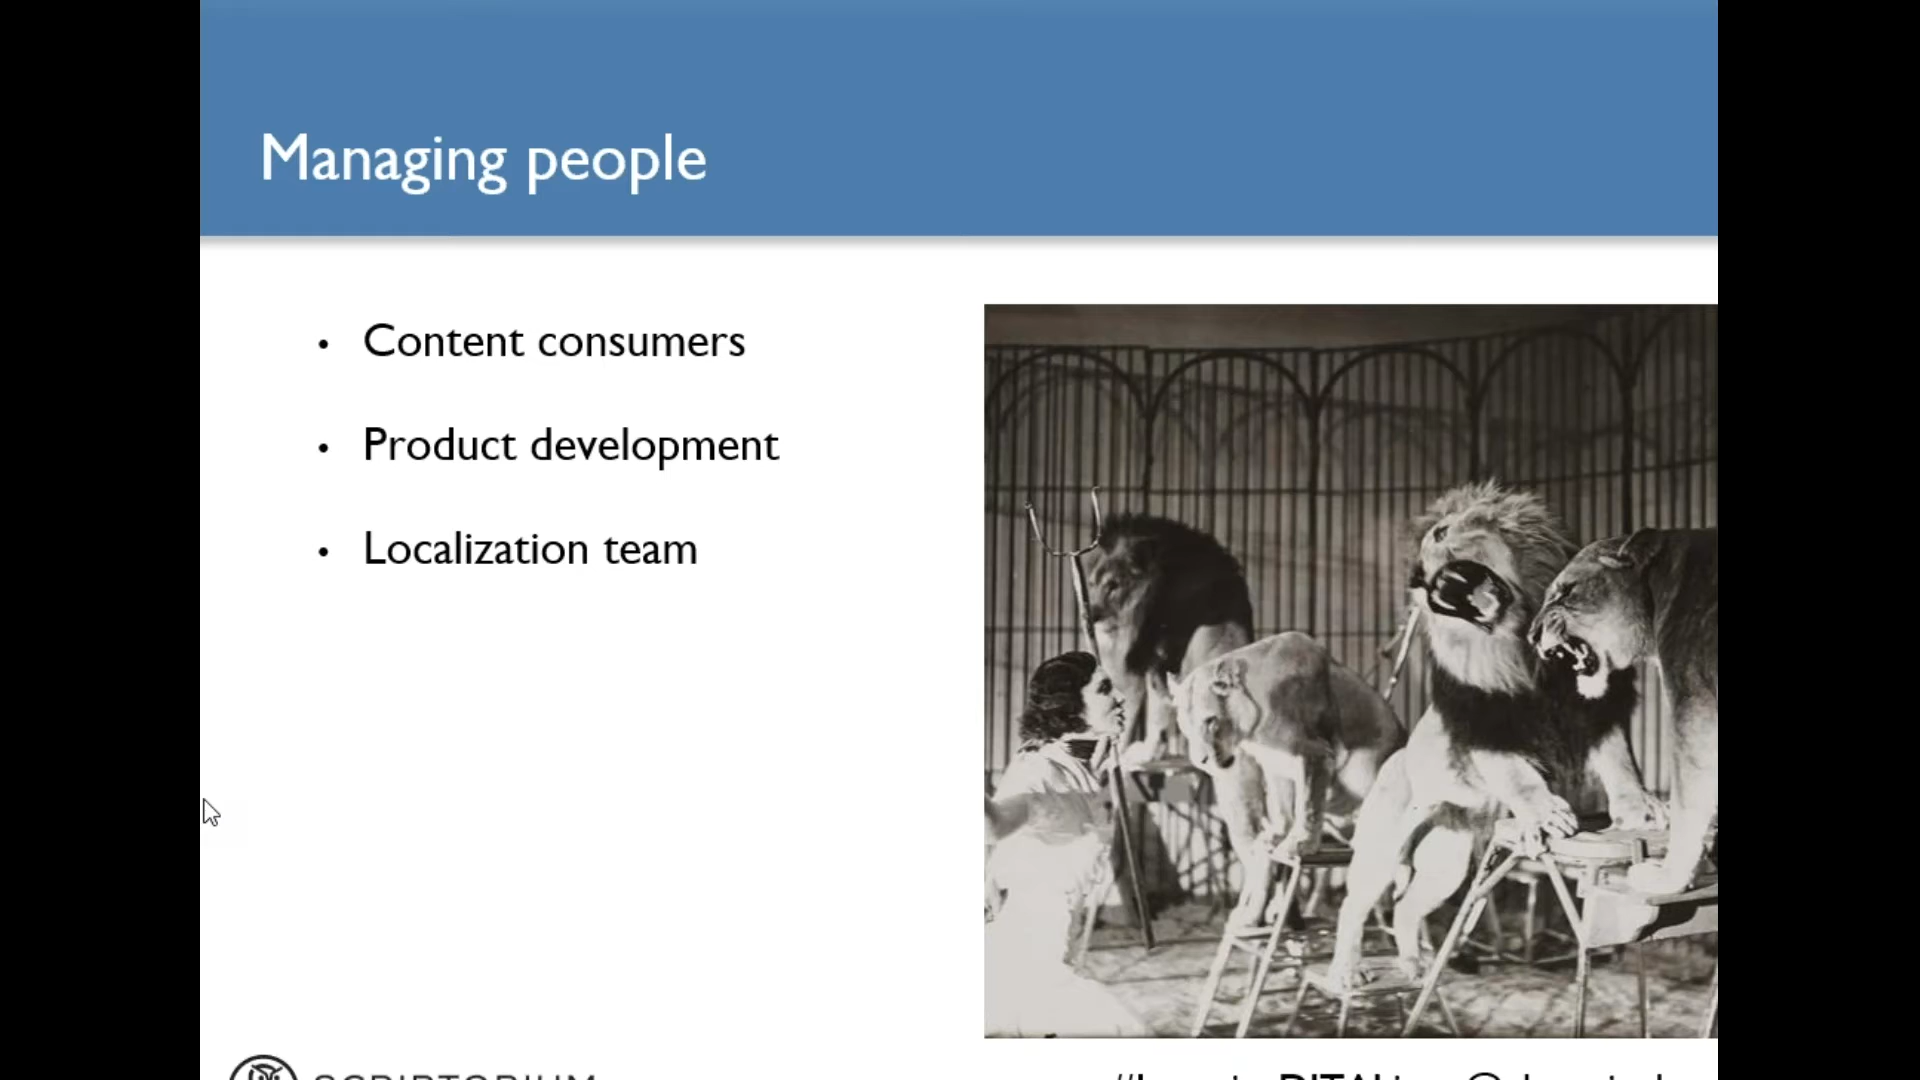 Managing people
• Content consumers
• Product development
• Localization team
SCRIPTORIUM